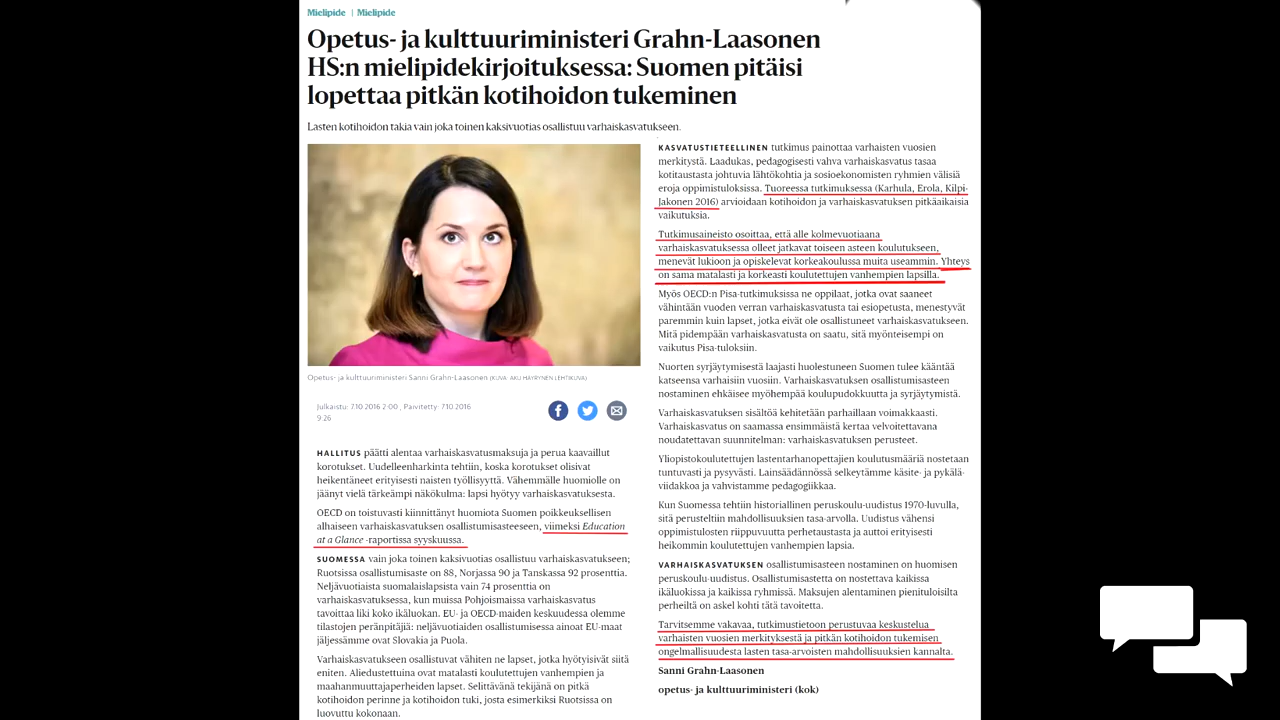 Mielipide | Mielipide
Opetus- ja kulttuuriministeri Grahn-Laasonen
HS:n mielipidekirjoituksessa: Suomen pitäisi
lopettaa pitkän kotihoidon tukeminen
Lasten kotihoidon takia vain joka toinen kaksivuotias osallistuu varhaiskasvatukseen.
Opetus- ja kulttuuriministeri Sanni Grahn-Laasonen (KUVA: AKU HÄYRYNEN LEHTIKUVA)
Julkaistu: 7.10 2016 2:00 , Päivitetty: 7.10.2016
9:26
HALLITUS päätti alentaa varhaiskasvatusmaksuja ja perua kaavaillut
korotukset. Uudelleenharkinta tehtiin, koska korotukset olisivat
heikentäneet erityisesti naisten työllisyyttä. Vähemmälle huomiolle on
jäänyt vielä tärkeämpi näkökulma: lapsi hyötyy varhaiskasvatuksesta.
OECD on toistuvasti kiinnittänyt huomiota Suomen poikkeuksellisen
alhaiseen varhaiskasvatuksen osallistumisasteeseen, viimeksi Education
at a Glance -raportissa syyskuussa.
SUOMESSA vain joka toinen kaksivuotias osallistuu varhaiskasvatukseen;
Ruotsissa osallistumisaste on 88, Norjassa 90 ja Tanskassa 92 prosenttia.
Neljävuotiaista suomalaislapsista vain 74 prosenttia on
varhaiskasvatuksessa, kun muissa Pohjoismaissa varhaiskasvatus
tavoittaa liki koko ikäluokan. EU- ja OECD-maiden keskuudessa olemme
tilastojen peränpitäjiä: neljävuotiaiden osallistumisessa ainoat EU-maat
jäljessämme ovat Slovakia ja Puola.
Varhaiskasvatukseen osallistuvat vähiten ne lapset, jotka hyötyisivät siitä
eniten. Aliedustettuina ovat matalasti koulutettujen vanhempien ja
maahanmuuttajaperheiden lapset. Selittävänä tekijänä on pitkä
kotihoidon perinne ja kotihoidon tuki, josta esimerkiksi Ruotsissa on
luovuttu kokonaan.
KASVATUSTIETEELLINEN tutkimus painottaa varhaisten vuosien
merkitystä. Laadukas, pedagogisesti vahva varhaiskasvatus tasaa
kotitaustasta johtuvia lähtökohtia ja sosioekonomisten ryhmien välisiä
eroja oppimistuloksissa. Tuoreessa tutkimuksessa (Karhula, Erola, Kilpi-
Jakonen 2016) arvioidaan kotihoidon ja varhaiskasvatuksen pitkäaikaisia
vaikutuksia.
Tutkimusaineisto osoittaa, että alle kolmevuotiaana
varhaiskasvatuksessa olleet jatkavat toiseen asteen koulutukseen,
menevät lukioon ja opiskelevat korkeakoulussa muita useammin. Yhteys
on sama matalasti ja korkeasti koulutettujen vanhempien lapsilla.
Myös OECD:n Pisa-tutkimuksissa ne oppilaat, jotka ovat saaneet
vähintään vuoden verran varhaiskasvatusta tai esiopetusta, menestyvät
paremmin kuin lapset, jotka eivät ole osallistuneet varhaiskasvatukseen.
Mitä pidempään varhaiskasvatusta on saatu, sitä myönteisempi on
vaikutus Pisa-tuloksiin.
Nuorten syrjäytymisestä laajasti huolestuneen Suomen tulee kääntää
katseensa varhaisiin vuosiin. Varhaiskasvatuksen osallistumisasteen
nostaminen ehkäisee myöhempää koulupudokkuutta ja syrjäytymistä.
Varhaiskasvatuksen sisältöä kehitetään parhaillaan voimakkaasti.
Varhaiskasvatus on saamassa ensimmäistä kertaa velvoitettavana
noudatettavan suunnitelman: varhaiskasvatuksen perusteet.
Yliopistokoulutettujen lastentarhanopettajien koulutusmääriä nostetaan
tuntuvasti ja pysyvästi. Lainsäädännössä selkeytämme käsite- ja pykälä-
viidakkoa ja vahvistamme pedagogiikkaa.
Kun Suomessa tehtiin historiallinen peruskoulu-uudistus 1970-luvulla,
sitä perusteltiin mahdollisuuksien tasa-arvolla. Uudistus vähensi
oppimistulosten riippuvuutta perhetaustasta ja auttoi erityisesti
heikommin koulutettujen vanhempien lapsia.
VARHAISKASVATUKSEN osallistumisasteen nostaminen on huomisen
peruskoulu-uudistus. Osallistumisastetta on nostettava kaikissa
ikäluokissa ja kaikissa ryhmissä. Maksujen alentaminen pienituloisilta
perheiltä on askel kohti tätä tavoitetta.
Tarvitsemme vakavaa, tutkimustietoon perustuvaa keskustelua
varhaisten vuosien merkityksestä ja pitkän kotihoidon tukemisen
ongelmallisuudesta lasten tasa-arvoisten mahdollisuuksien kannalta.
Sanni Grahn-Laasonen
opetus- ja kulttuuriministeri (kok)